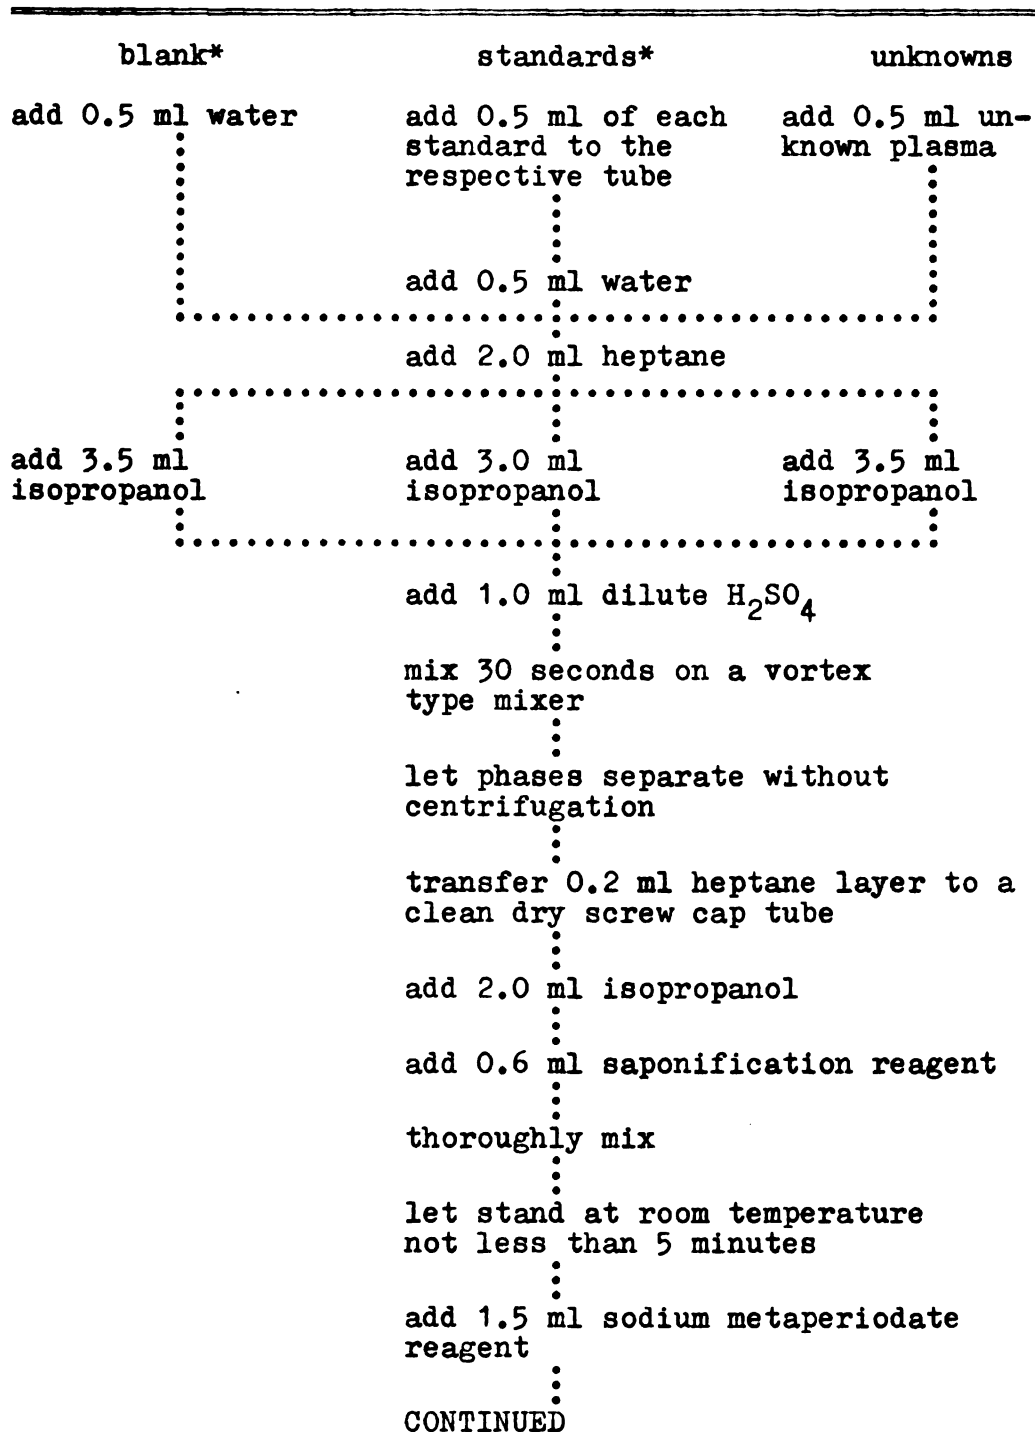 blank* standards* unknowns
add 0.5 ml water add 0.5 ml of each add 0.5 ml un-
standard to the known plasma
respective tube
add 0.5 ml water
add 2.0 ml heptane
add 3.5 ml add 3.0 ml add 3.5 ml
isopropanol isopropanol isopropanol
add 1.0 ml dilute H₂SO₄
mix 30 seconds on a vortex
type mixer
let phases separate without
centrifugation
transfer 0.2 ml heptane layer to a
clean dry screw cap tube
add 2.0 ml isopropanol
add 0.6 ml saponification reagent
thoroughly mix
let stand at room temperature
not less than 5 minutes
add 1.5 ml sodium metaperiodate
reagent
CONTINUED